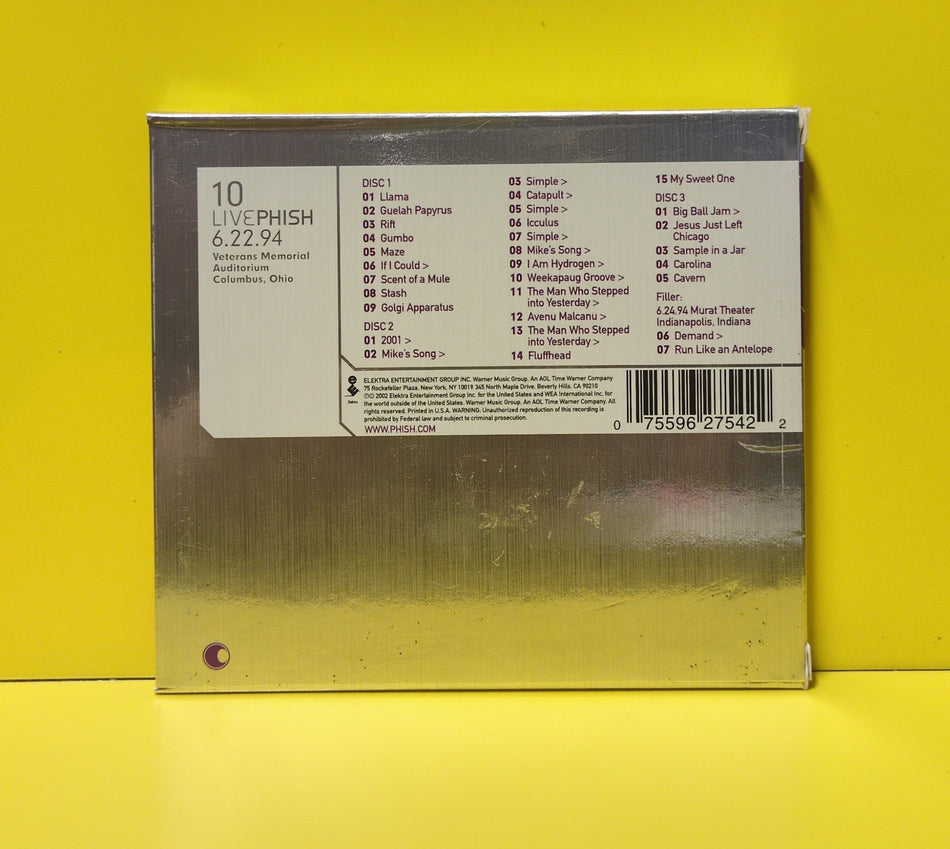 10
LIVEPHISH
6.22.94
Veterans Memorial
Auditorium
Columbus, Ohio
DISC 1
01 Llama
02 Guelah Papyrus
03 Rift
04 Gumbo
05 Maze
06 If I Could >
07 Scent of a Mule
08 Stash
09 Golgi Apparatus
DISC 2
01 2001 >
02 Mike's Song >
03 Simple >
04 Catapult >
05 Simple >
06 Icculus
07 Simple >
08 Mike's Song >
09 I Am Hydrogen >
10 Weekapaug Groove >
11 The Man Who Stepped
into Yesterday >
12 Avenu Malcanu >
13 The Man Who Stepped
into Yesterday >
14 Fluffhead
15 My Sweet One
DISC 3
01 Big Ball Jam >
02 Jesus Just Left
Chicago
03 Sample in a Jar
04 Carolina
05 Cavern
Filler:
6.24.94 Murat Theater
Indianapolis, Indiana
06 Demand >
07 Run Like an Antelope
Elektra
ELEKTRA ENTERTAINMENT GROUP INC. Warner Music Group. An AOL Time Warner Company
75 Rockefeller Plaza, New York, NY 10019. 345 North Maple Drive, Beverly Hills, CA 90210
℗© 2002 Elektra Entertainment Group Inc. for the United States and WEA International Inc. for
the world outside of the United States. Warner Music Group. An AOL Time Warner Company. All
rights reserved. Printed in U.S.A. WARNING: Unauthorized reproduction of this recording is
prohibited by Federal law and subject to criminal prosecution.
WWW.PHISH.COM
0 75596 27542 2